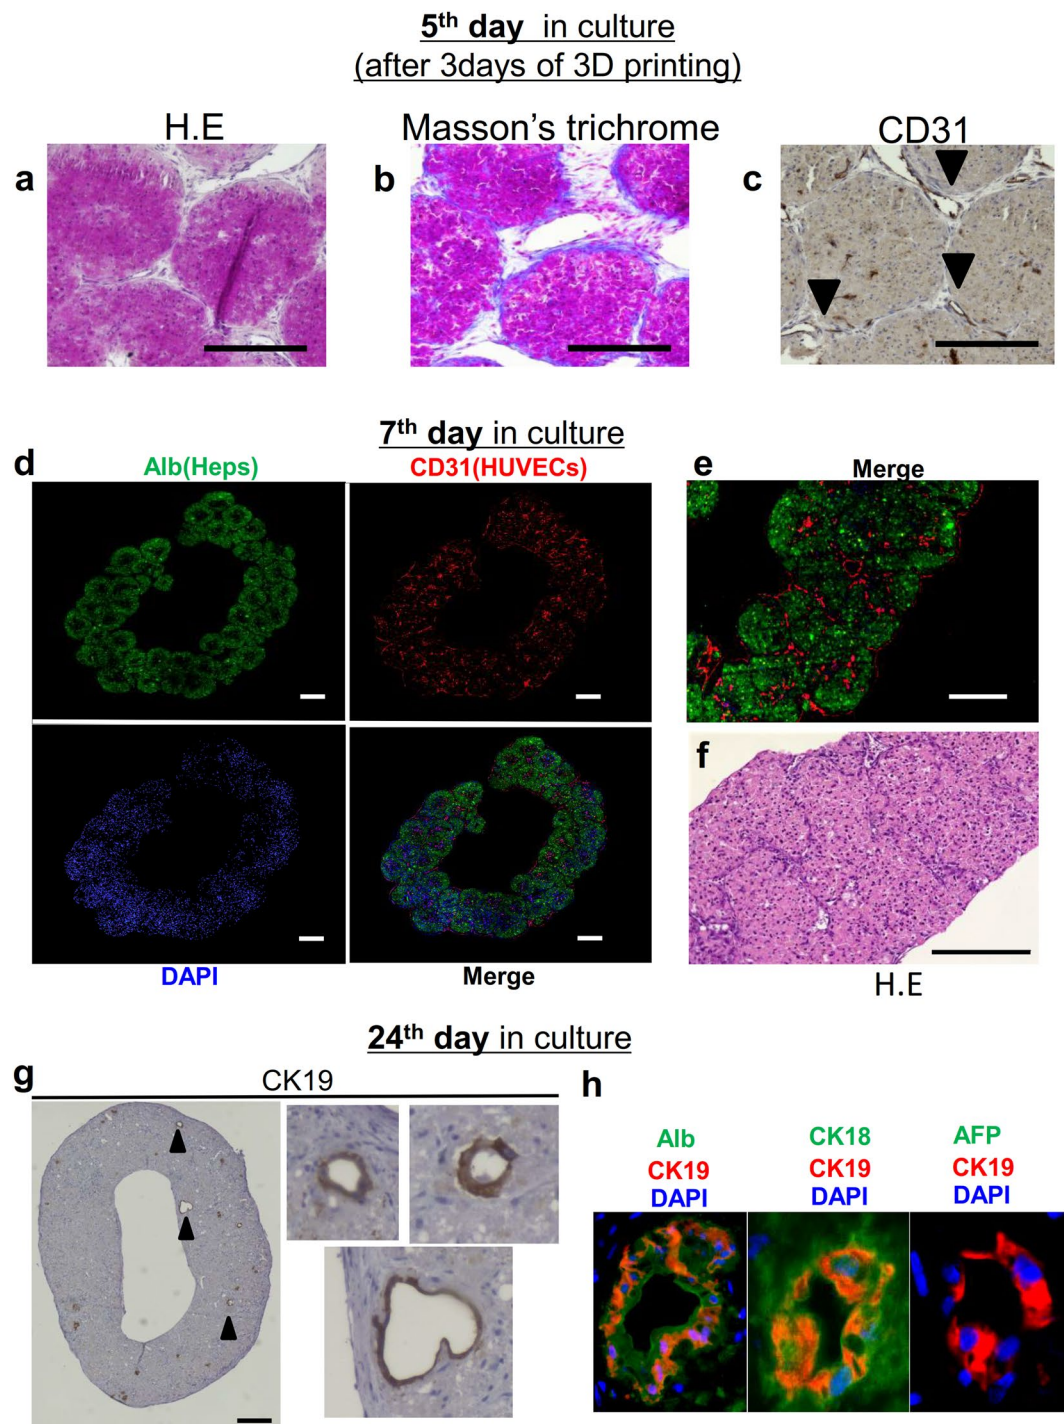 5th day in culture
(after 3days of 3D printing)
H.E
Masson's trichrome
CD31
a
b
c
7th day in culture
d
Alb(Heps)
CD31(HUVECs)
e
Merge
f
DAPI
Merge
H.E
24th day in culture
g
CK19
h
Alb
CK19
DAPI
CK18
CK19
DAPI
AFP
CK19
DAPI